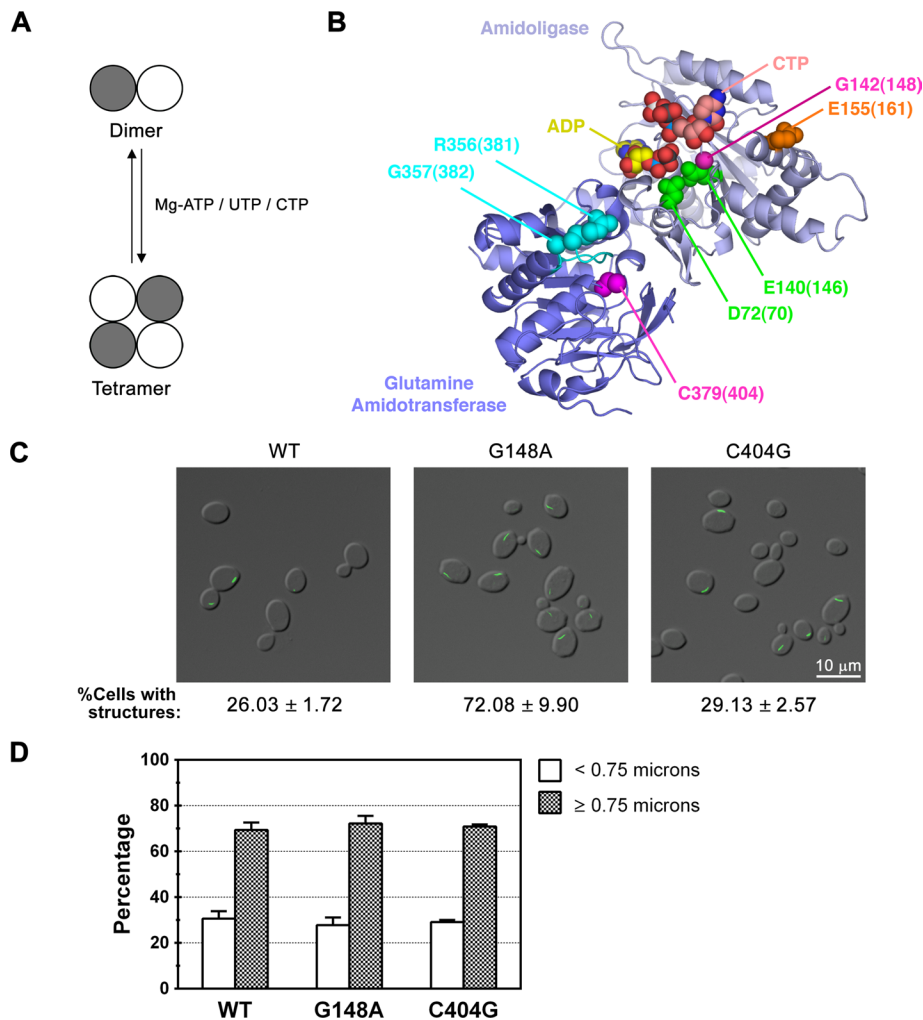 A
Dimer
Mg-ATP / UTP / CTP
Tetramer
B
Amidoligase
CTP
G142(148)
E155(161)
ADP
R356(381)
G357(382)
E140(146)
D72(70)
C379(404)
Glutamine
Amidotransferase
C
WT
G148A
C404G
10 μm
%Cells with
structures:
26.03 ± 1.72
72.08 ± 9.90
29.13 ± 2.57
D
Percentage
100
80
60
40
20
0
WT
G148A
C404G
< 0.75 microns
≥ 0.75 microns